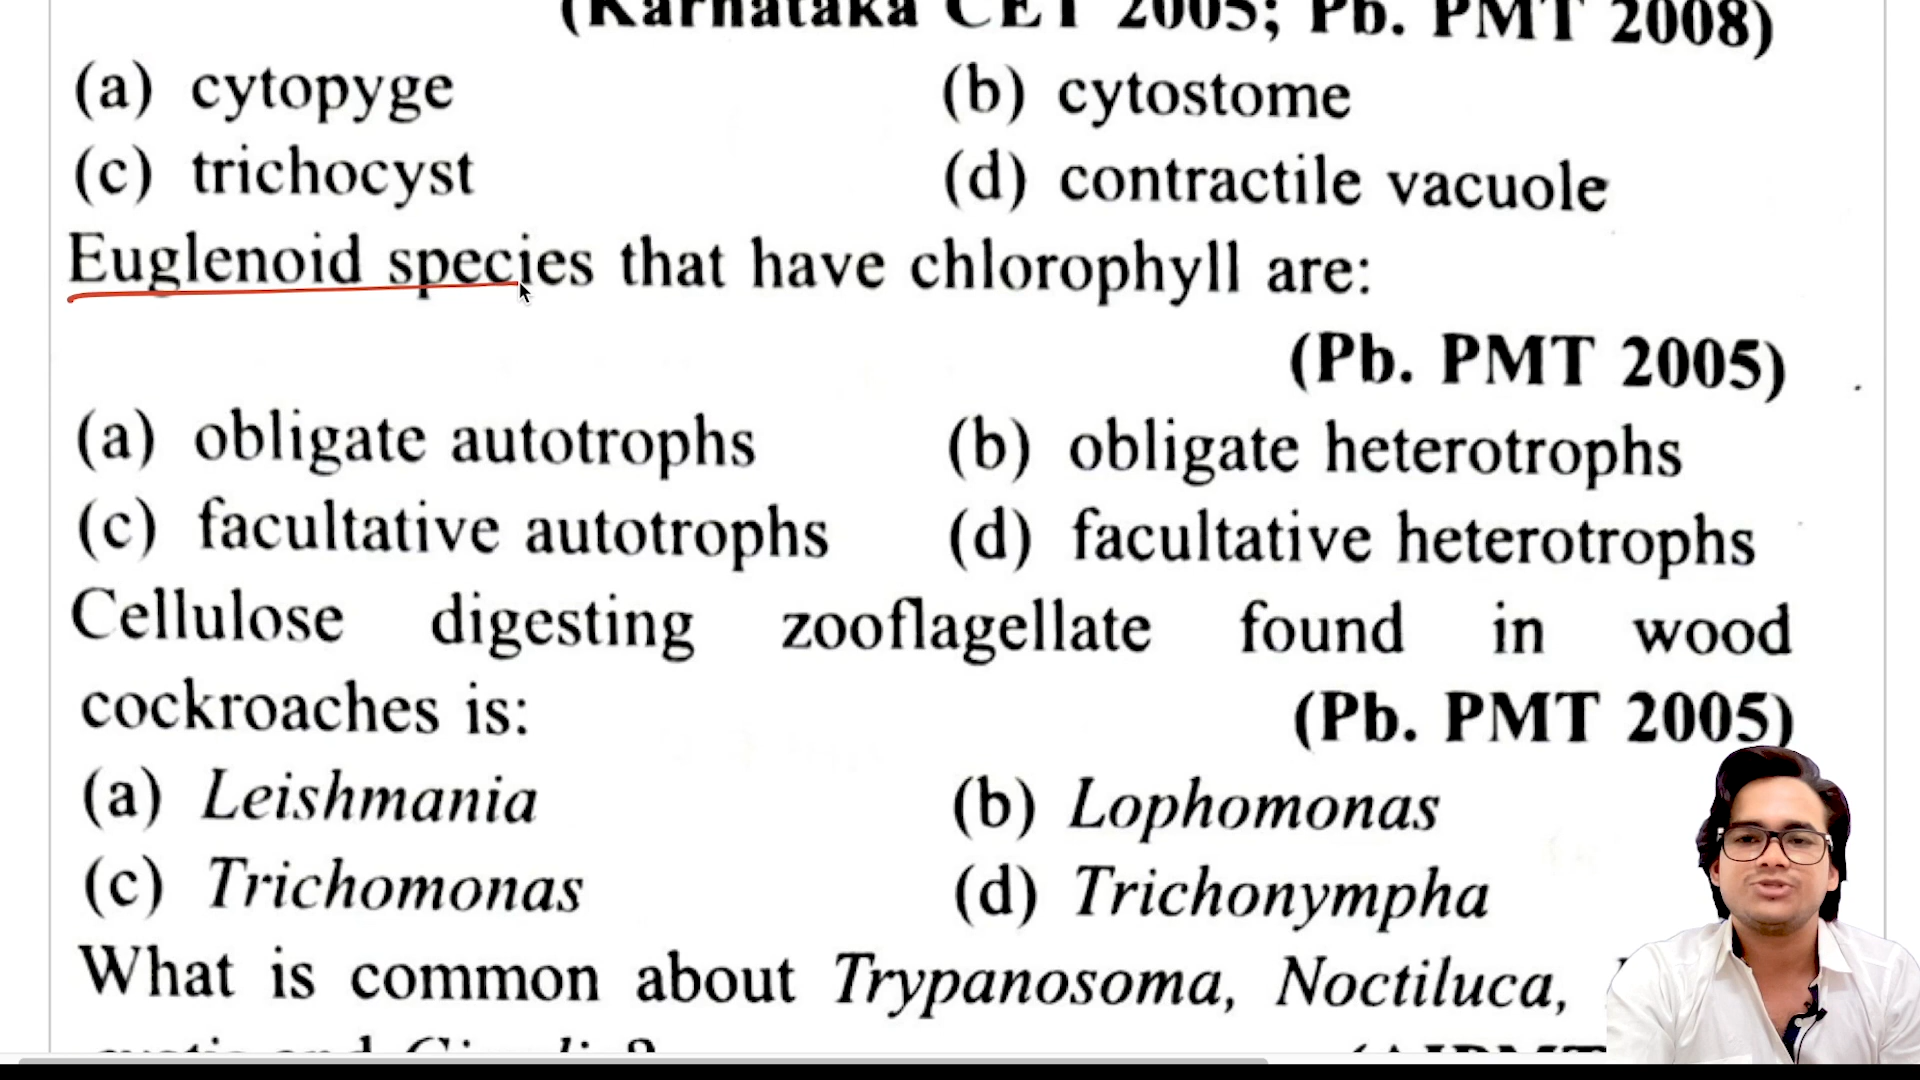 (Karnataka CET 2005; Pb. PMT 2008)
(a) cytopyge (b) cytostome
(c) trichocyst (d) contractile vacuole
Euglenoid species that have chlorophyll are:
(Pb. PMT 2005)
(a) obligate autotrophs (b) obligate heterotrophs
(c) facultative autotrophs (d) facultative heterotrophs
Cellulose digesting zooflagellate found in wood
cockroaches is: (Pb. PMT 2005)
(a) Leishmania (b) Lophomonas
(c) Trichomonas (d) Trichonympha
What is common about Trypanosoma, Noctiluca,
and